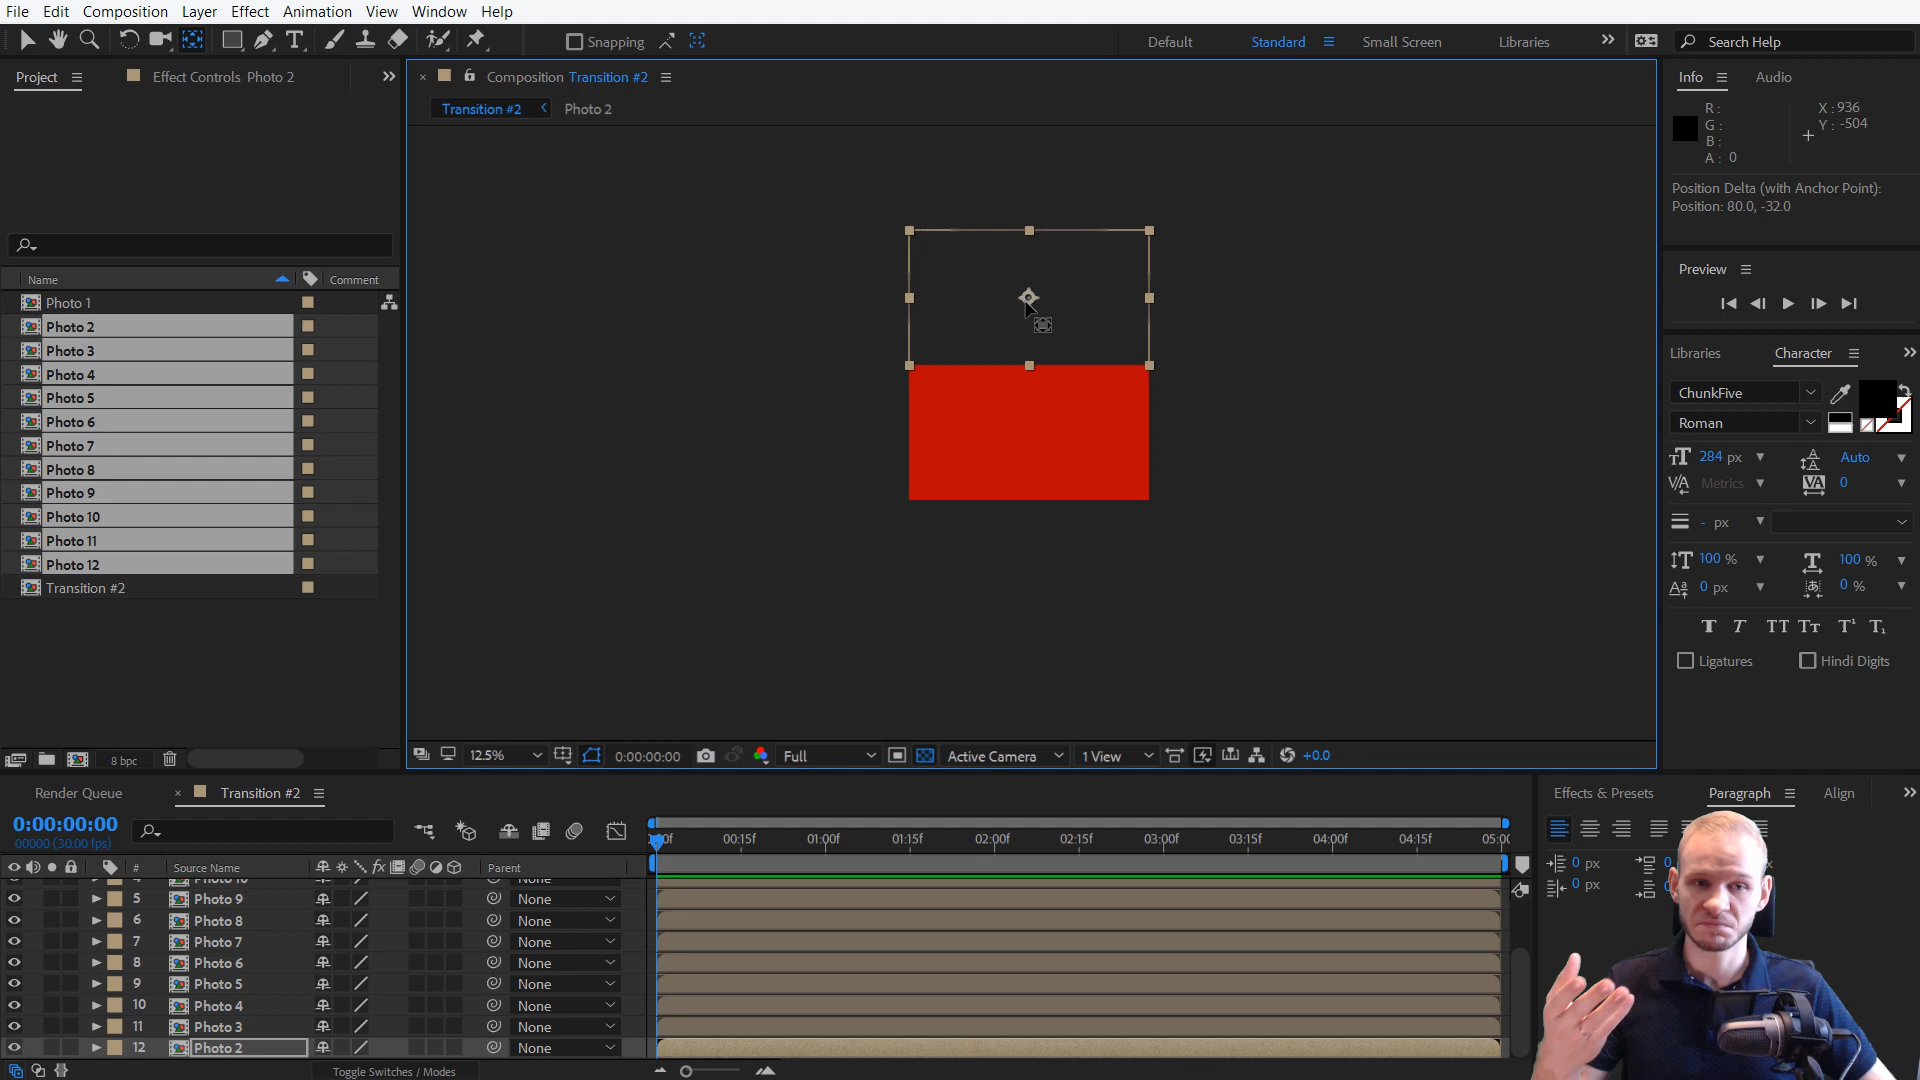 File Edit Composition Layer Effect Animation View Window Help
Snapping
Default Standard Small Screen Libraries Search Help
Project Effect Controls Photo 2
Composition Transition #2
Transition #2 Photo 2
Info Audio
R :
G :
B :
A : 0
X : 936
Y : -504
Position Delta (with Anchor Point):
Position: 80.0, -32.0
Name Comment
Photo 1
Photo 2
Photo 3
Photo 4
Photo 5
Photo 6
Photo 7
Photo 8
Photo 9
Photo 10
Photo 11
Photo 12
Transition #2
Preview
Libraries Character
ChunkFive
Roman
284 px Auto
Metrics 0
- px
100 % 100 %
0 px 0 %
Ligatures Hindi Digits
8 bpc
12.5% 0:00:00:00 Full Active Camera 1 View +0.0
Render Queue Transition #2
0:00:00:00
00000 (30.00 fps)
00:15f 01:00f 01:15f 02:00f 02:15f 03:00f 03:15f 04:00f 04:15f
# Source Name Parent
5 Photo 9 None
6 Photo 8 None
7 Photo 7 None
8 Photo 6 None
9 Photo 5 None
10 Photo 4 None
11 Photo 3 None
12 Photo 2 None
Toggle Switches / Modes
Effects & Presets Paragraph Align
0 px
0 px